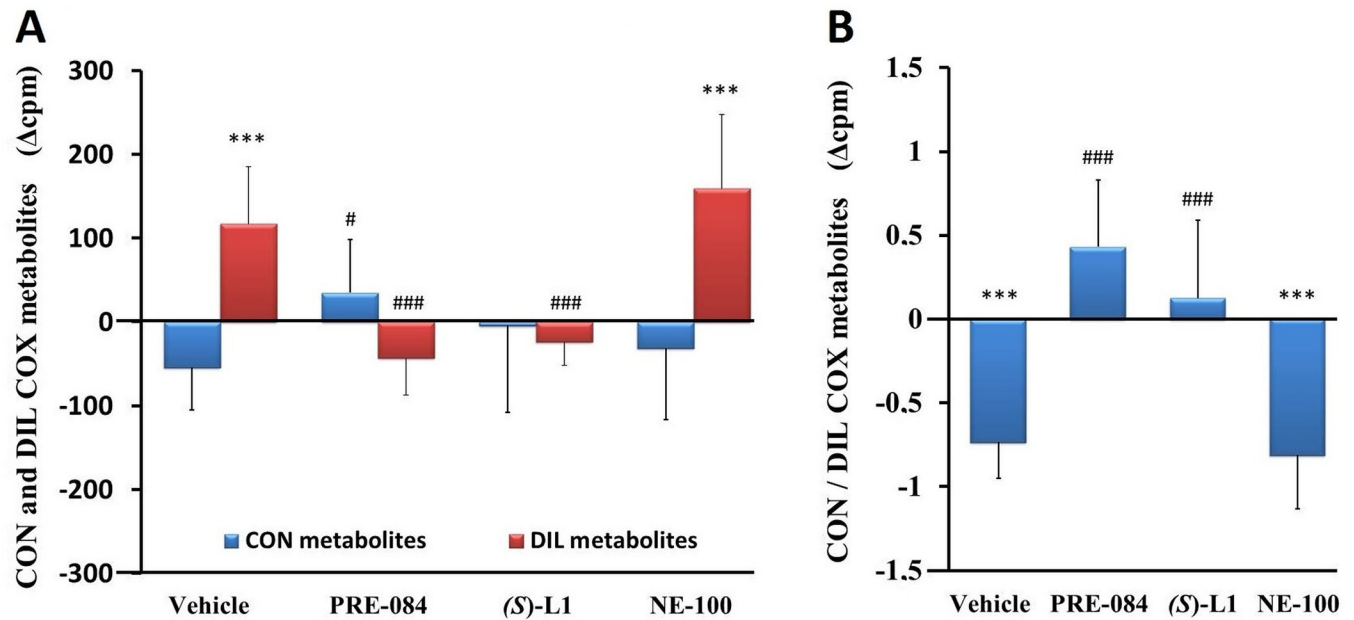 A
CON and DIL COX metabolites (Δcpm)
300
200
100
0
-100
-200
-300
***
#
###
###
***
CON metabolites
DIL metabolites
Vehicle PRE-084 (S)-L1 NE-100
B
CON / DIL COX metabolites (Δcpm)
1.5
1
0.5
0
-0.5
-1
-1.5
***
###
###
***
Vehicle PRE-084 (S)-L1 NE-100